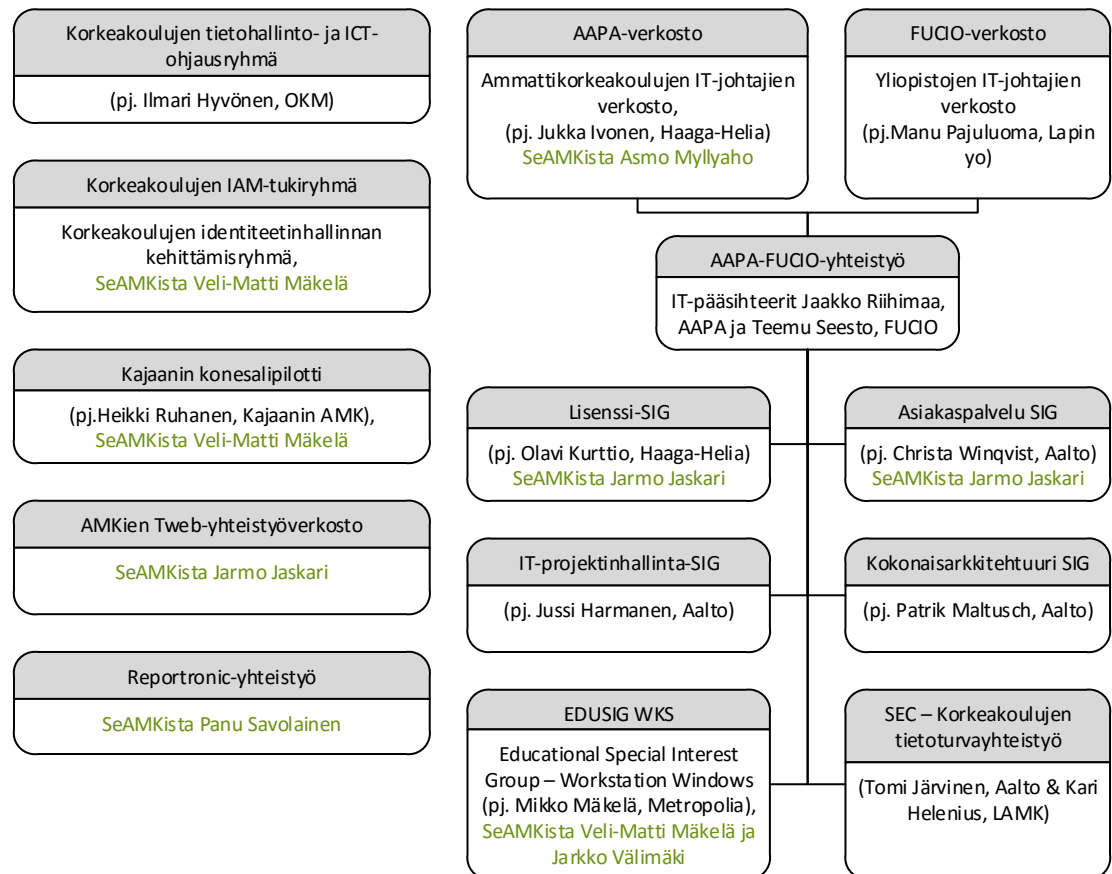 Korkeakoulujen tietohallinto- ja ICT-
ohjausryhmä
(pj. Ilmari Hyvönen, OKM)
Korkeakoulujen IAM-tukiryhmä
Korkeakoulujen identiteetinhallinnan
kehittämisryhmä,
SeAMKista Veli-Matti Mäkelä
Kajaanin konesalipilotti
(pj.Heikki Ruhanen, Kajaanin AMK),
SeAMKista Veli-Matti Mäkelä
AMKien Tweb-yhteistyöverkosto
SeAMKista Jarmo Jaskari
Reportronic-yhteistyö
SeAMKista Panu Savolainen
AAPA-verkosto
Ammattikorkeakoulujen IT-johtajien
verkosto,
(pj. Jukka Ivonen, Haaga-Helia)
SeAMKista Asmo Myllyaho
FUCIO-verkosto
Yliopistojen IT-johtajien
verkosto
(pj.Manu Pajuluoma, Lapin
yo)
AAPA-FUCIO-yhteistyö
IT-pääsihteerit Jaakko Riihimaa,
AAPA ja Teemu Seesto, FUCIO
Lisenssi-SIG
(pj. Olavi Kurttio, Haaga-Helia)
SeAMKista Jarmo Jaskari
Asiakaspalvelu SIG
(pj. Christa Winqvist, Aalto)
SeAMKista Jarmo Jaskari
IT-projektinhallinta-SIG
(pj. Jussi Harmanen, Aalto)
Kokonaisarkkitehtuuri SIG
(pj. Patrik Maltusch, Aalto)
EDUSIG WKS
Educational Special Interest
Group – Workstation Windows
(pj. Mikko Mäkelä, Metropolia),
SeAMKista Veli-Matti Mäkelä ja
Jarkko Välimäki
SEC – Korkeakoulujen
tietoturvayhteistyö
(Tomi Järvinen, Aalto & Kari
Helenius, LAMK)